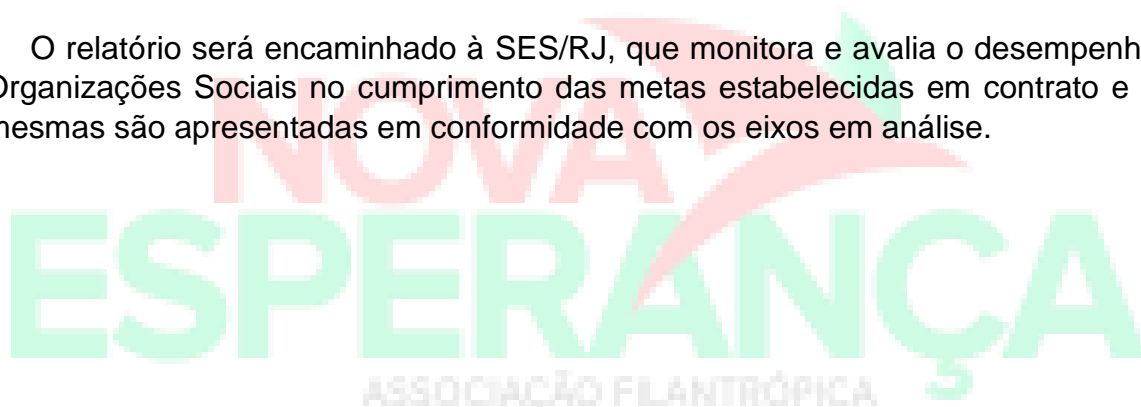 O relatório será encaminhado à SES/RJ, que monitora e avalia o desempenh
Organizações Sociais no cumprimento das metas estabelecidas em contrato e
mesmas são apresentadas em conformidade com os eixos em análise.
NOVA
ESPERANÇA
ASSOCIAÇÃO FILANTRÓPICA